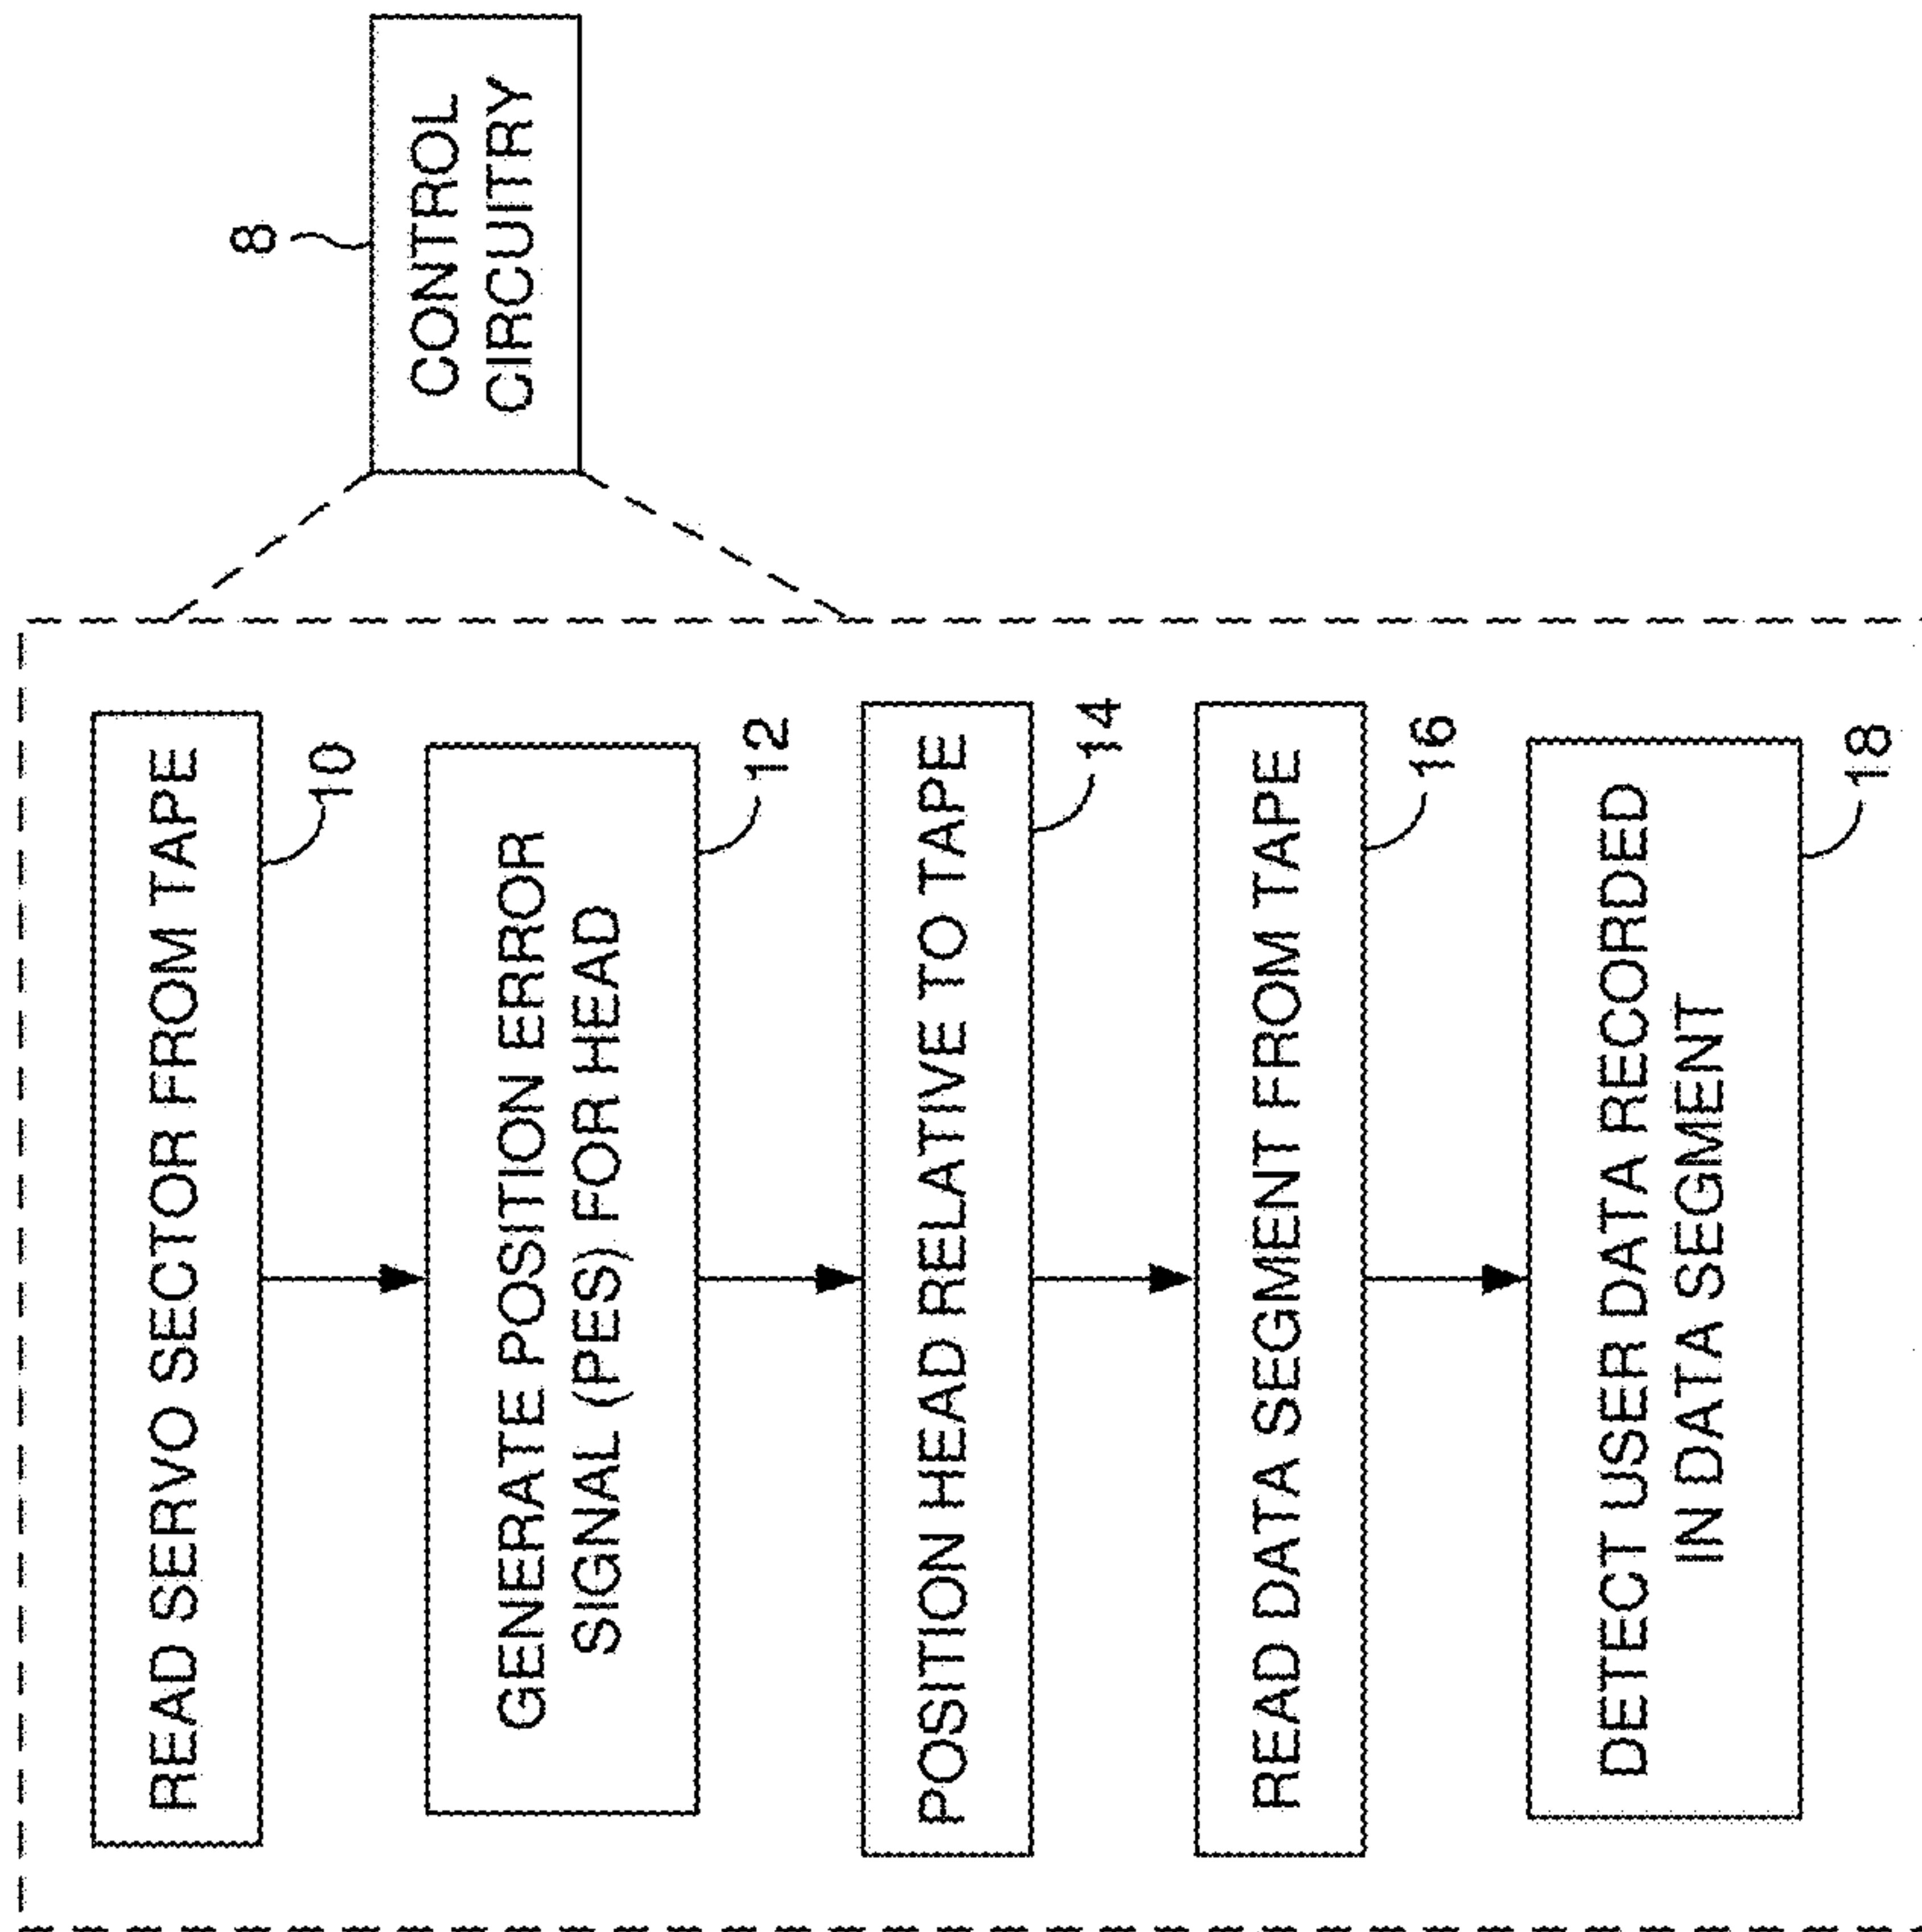 8
CONTROL
CIRCUITRY
READ SERVO SECTOR FROM TAPE
10
GENERATE POSITION ERROR
SIGNAL (PES) FOR HEAD
12
POSITION HEAD RELATIVE TO TAPE
14
READ DATA SEGMENT FROM TAPE
16
DETECT USER DATA RECORDED
IN DATA SEGMENT
18